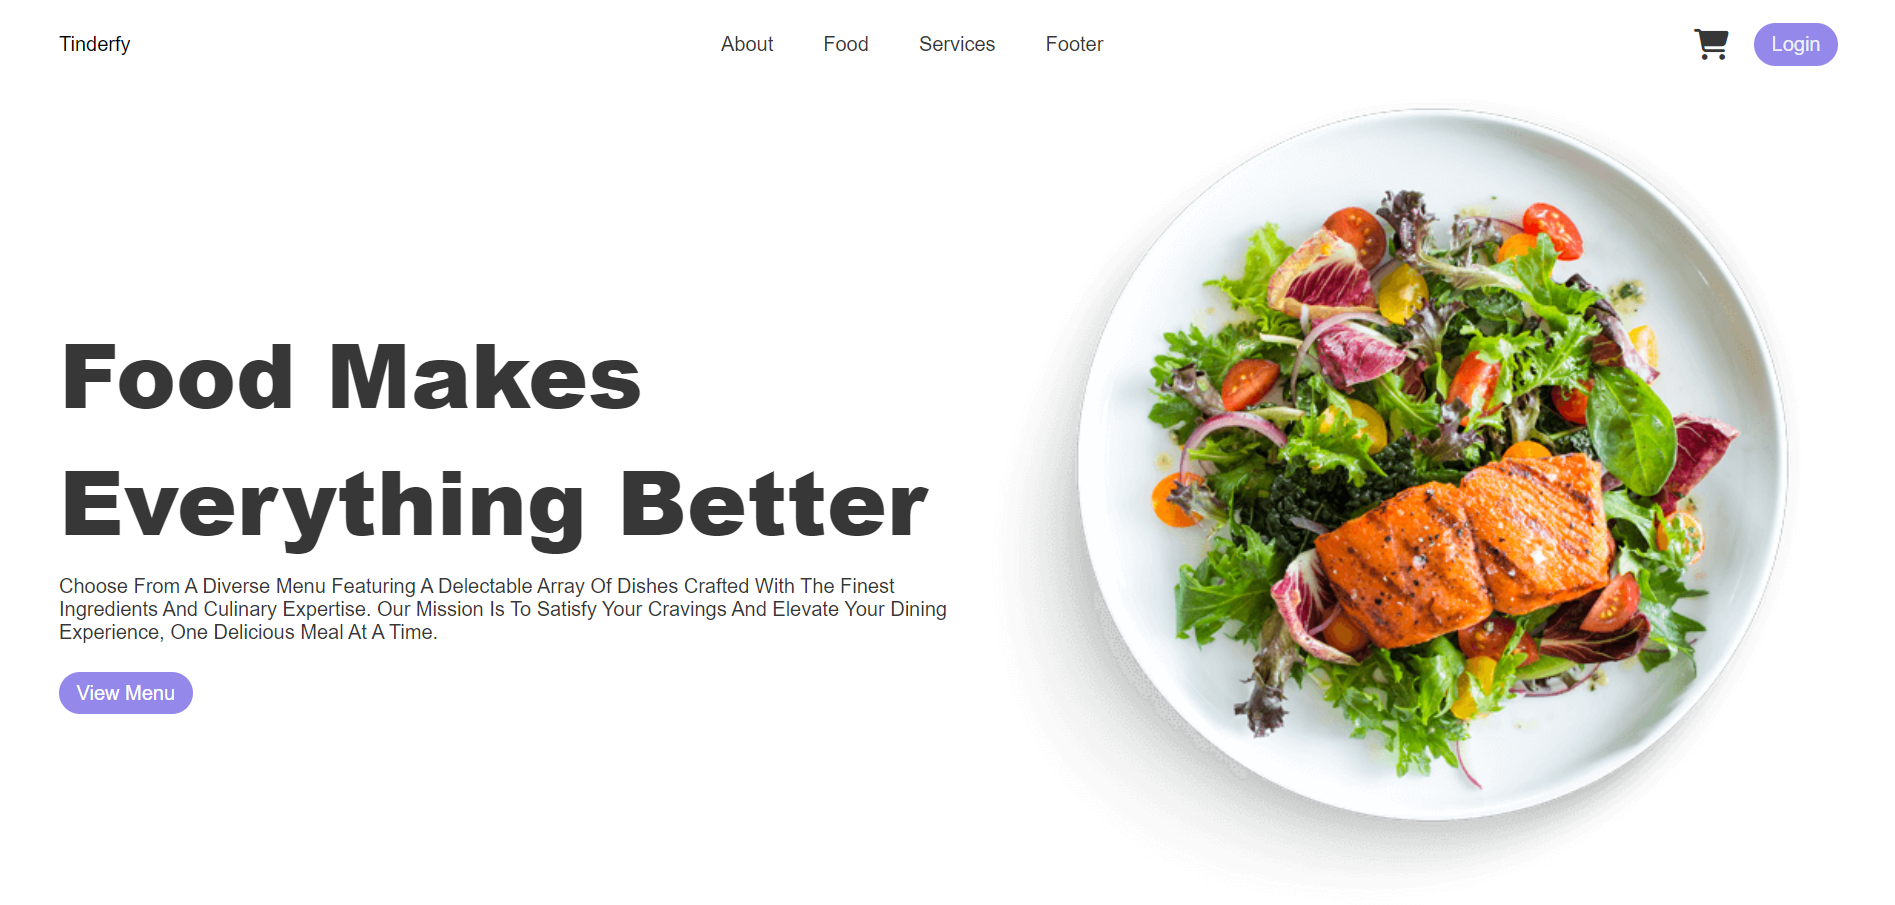 Tinderfy
About
Food
Services
Footer
Login
Food Makes
Everything Better
Choose From A Diverse Menu Featuring A Delectable Array Of Dishes Crafted With The Finest
Ingredients And Culinary Expertise. Our Mission Is To Satisfy Your Cravings And Elevate Your Dining
Experience, One Delicious Meal At A Time.
View Menu